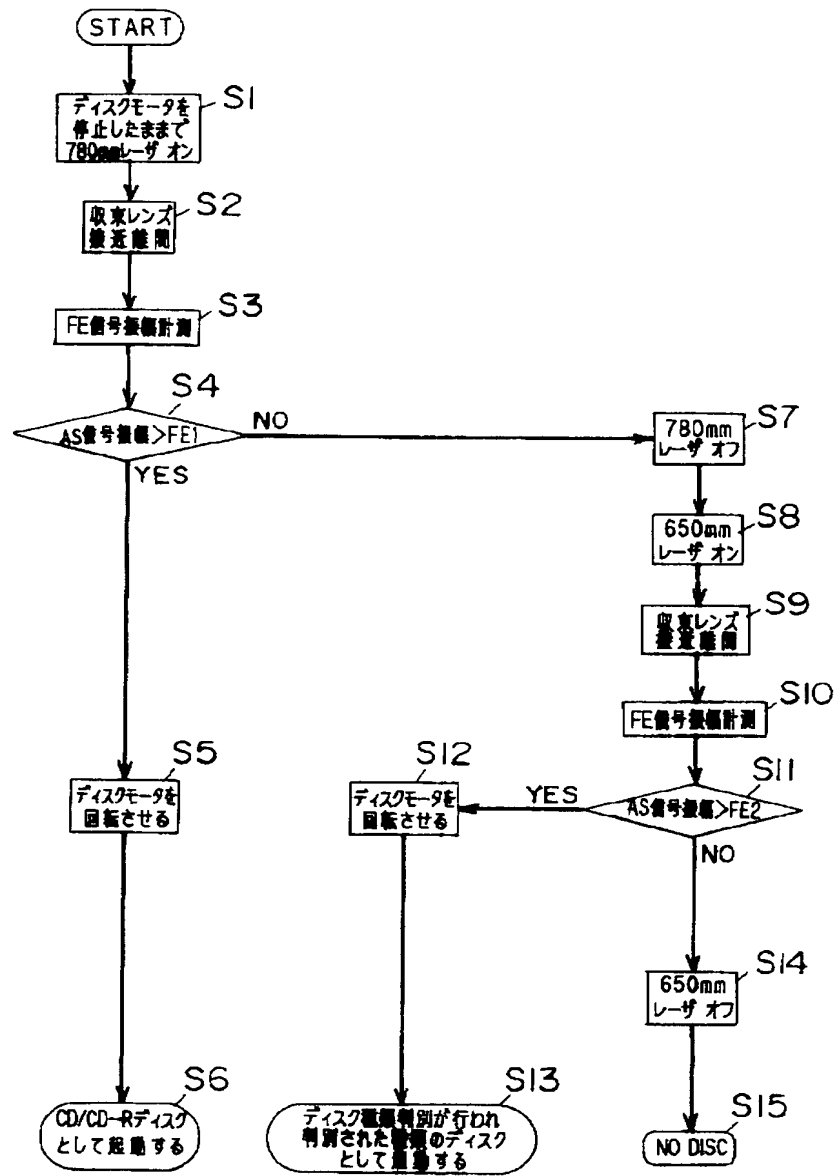 START
S1
ディスクモータを
停止したままで
780mmレーザ オン
S2
収束レンズ
接近離間
S3
FE信号振幅計測
S4
AS信号振幅>FE1
NO
YES
S7
780mm
レーザ オフ
S8
650mm
レーザ オン
S9
収束レンズ
接近離間
S10
FE信号振幅計測
S11
AS信号振幅>FE2
YES
NO
S12
ディスクモータを
回転させる
S5
ディスクモータを
回転させる
S14
650mm
レーザ オフ
S6
CD/CD-Rディスク
として起動する
S13
ディスク種類判別が行われ
判別された種類のディスク
として起動する
S15
NO DISC